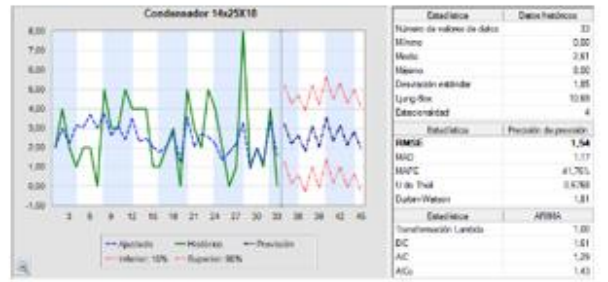 Condensador 14x25X18
8,00
7,00
6,00
5,00
4,00
3,00
2,00
1,00
0,00
-1,00
3 6 9 12 15 18 21 24 27 30 33 36 39 42 45
Ajustado Histórico Previsión
Inferior: 10% Superior: 90%
Estadística Datos históricos
Número de valores de datos 33
Mínimo 0,00
Media 2,61
Máximo 8,00
Desviación estándar 1,85
Ljung-Box 10,68
Estacionalidad 4
Estadística Precisión de previsión
RMSE 1,54
MAD 1,17
MAPE 41,76%
U de Theil 0,6768
Durbin-Watson 1,81
Estadística ARIMA
Transformación Lambda 1,00
BIC 1,61
AIC 1,29
AICc 1,43